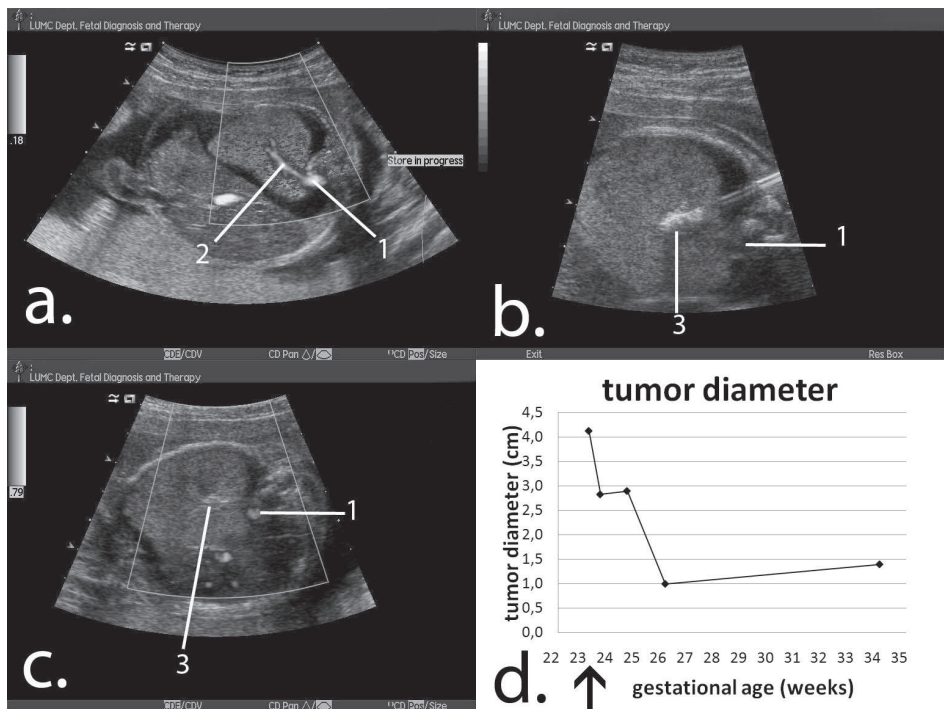 LUMC Dept. Fetal Diagnosis and Therapy
.18
Store in progress
2
1
a.
LUMC Dept. Fetal Diagnosis and Therapy
1
3
b.
CDE/CDV CD Pan
CD Pos/Size
Exit
Res Box
LUMC Dept. Fetal Diagnosis and Therapy
.79
1
3
c.
CDE/CDV CD Pan
CD Pos/Size
tumor diameter
tumor diameter (cm)
4,5
4,0
3,5
3,0
2,5
2,0
1,5
1,0
0,5
0,0
22 23 24 25 26 27 28 29 30 31 32 33 34 35
gestational age (weeks)
d.